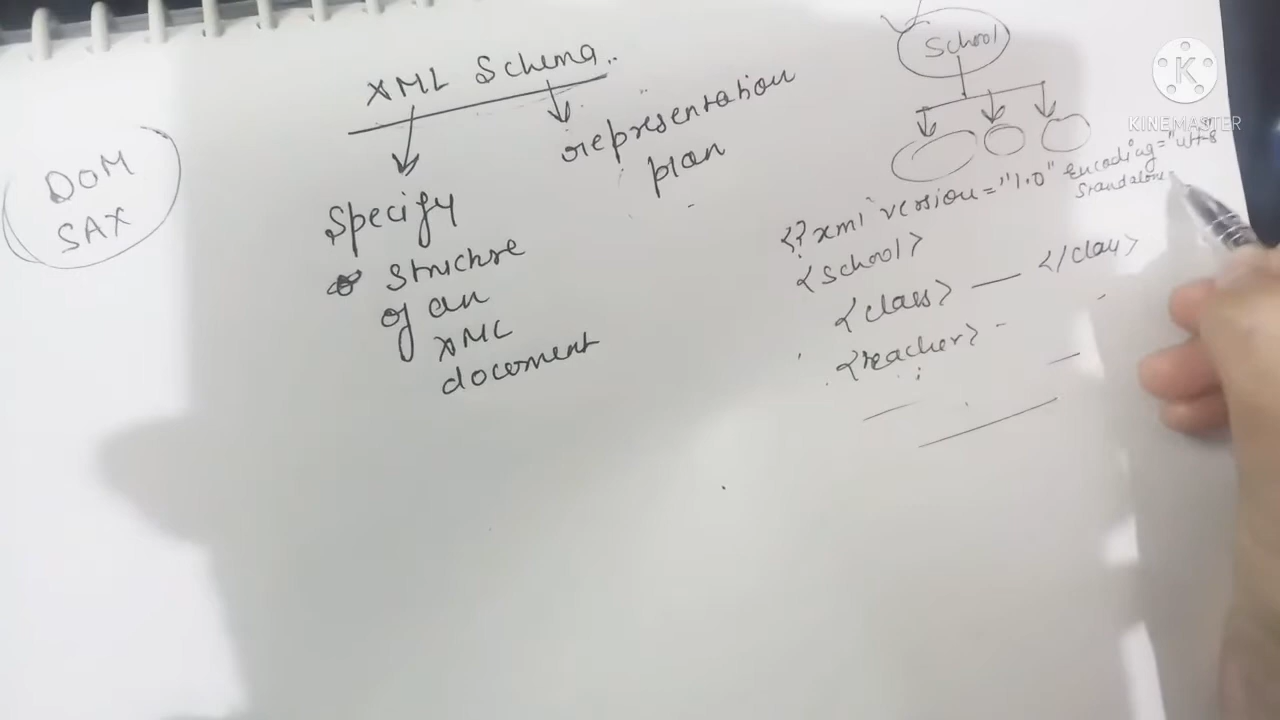 XML Schema..
representation
plan
Specify
structure
of an
XML
document
DOM
SAX
School
<?xml version="1.0" Encoding="utf-8
Standalone
<School>
<class> — </class>
<teacher> -
K
KINEMASTER